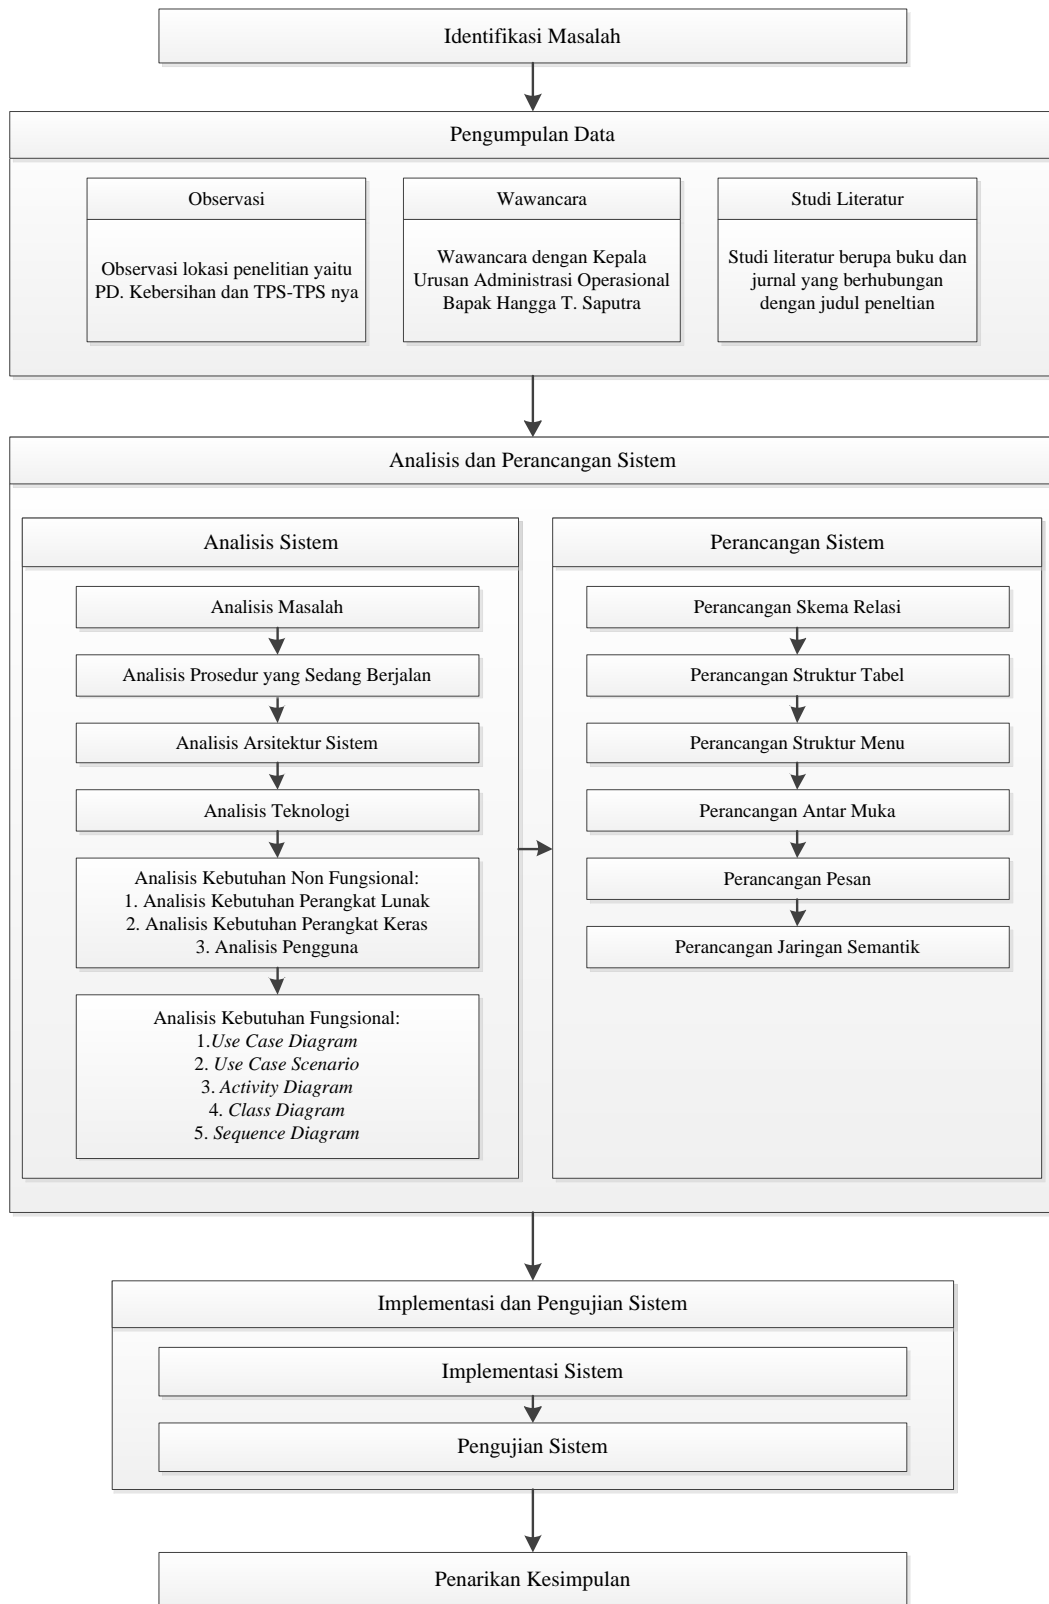 Identifikasi Masalah
Pengumpulan Data
Observasi
Observasi lokasi penelitian yaitu
PD. Kebersihan dan TPS-TPS nya
Wawancara
Wawancara dengan Kepala
Urusan Administrasi Operasional
Bapak Hangga T. Saputra
Studi Literatur
Studi literatur berupa buku dan
jurnal yang berhubungan
dengan judul peneltian
Analisis dan Perancangan Sistem
Analisis Sistem
Analisis Masalah
Analisis Prosedur yang Sedang Berjalan
Analisis Arsitektur Sistem
Analisis Teknologi
Analisis Kebutuhan Non Fungsional:
1. Analisis Kebutuhan Perangkat Lunak
2. Analisis Kebutuhan Perangkat Keras
3. Analisis Pengguna
Analisis Kebutuhan Fungsional:
1.Use Case Diagram
2. Use Case Scenario
3. Activity Diagram
4. Class Diagram
5. Sequence Diagram
Perancangan Sistem
Perancangan Skema Relasi
Perancangan Struktur Tabel
Perancangan Struktur Menu
Perancangan Antar Muka
Perancangan Pesan
Perancangan Jaringan Semantik
Implementasi dan Pengujian Sistem
Implementasi Sistem
Pengujian Sistem
Penarikan Kesimpulan